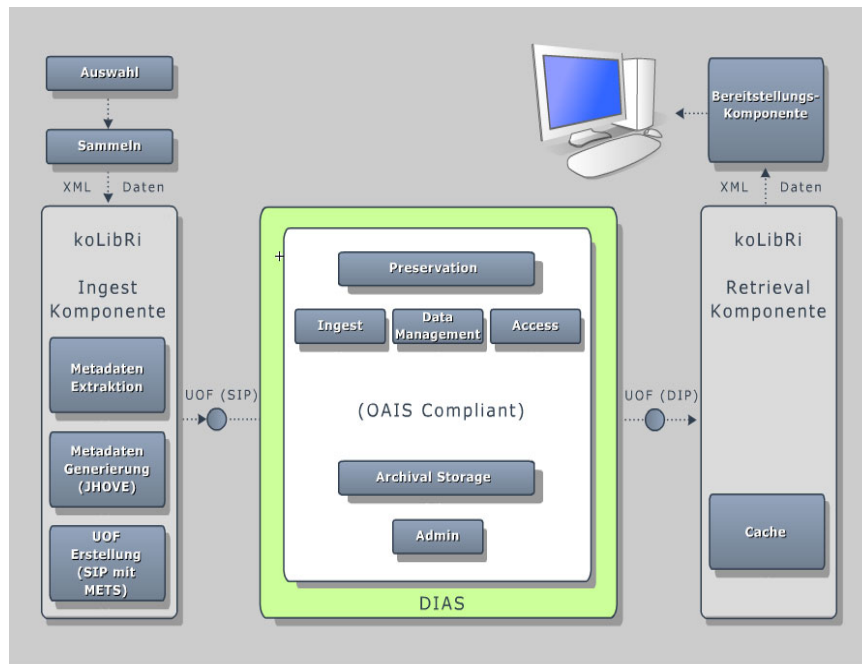 Auswahl
Sammeln
XML Daten
koLibRi
Ingest
Komponente
Metadaten
Extraktion
Metadaten
Generierung
(JHOVE)
UOF
Erstellung
(SIP mit
METS)
UOF (SIP)
Preservation
Ingest
Data
Management
Access
(OAIS Compliant)
Archival Storage
Admin
DIAS
UOF (DIP)
Bereitstellungs-
Komponente
XML Daten
koLibRi
Retrieval
Komponente
Cache